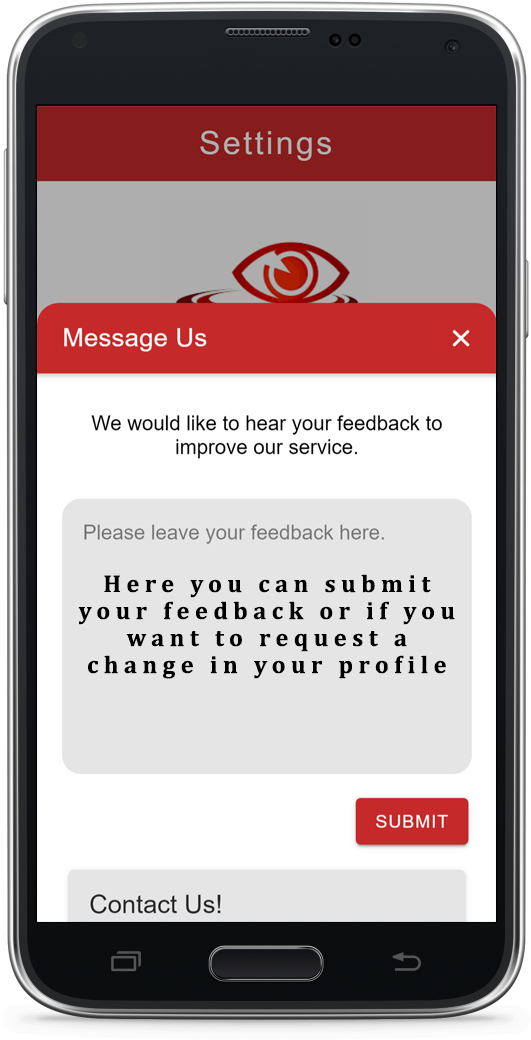 Settings
Message Us
We would like to hear your feedback to
improve our service.
Please leave your feedback here.
Here you can submit
your feedback or if you
want to request a
change in your profile
SUBMIT
Contact Us!